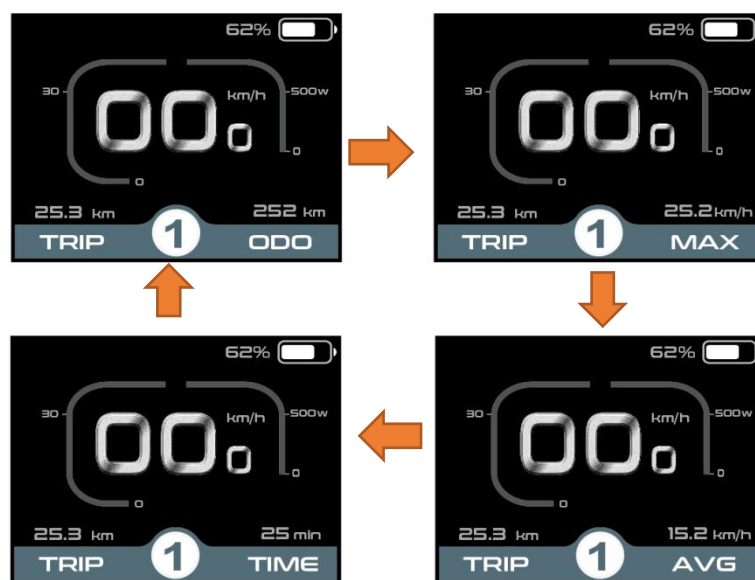 62%
30
00.0
km/h
500w
0
0
25.3 km
252 km
TRIP
1
ODO
62%
30
00.0
km/h
500w
0
0
25.3 km
25.2km/h
TRIP
1
MAX
62%
30
00.0
km/h
500w
0
0
25.3 km
25 min
TRIP
1
TIME
62%
30
00.0
km/h
500w
0
0
25.3 km
15.2 km/h
TRIP
1
AVG